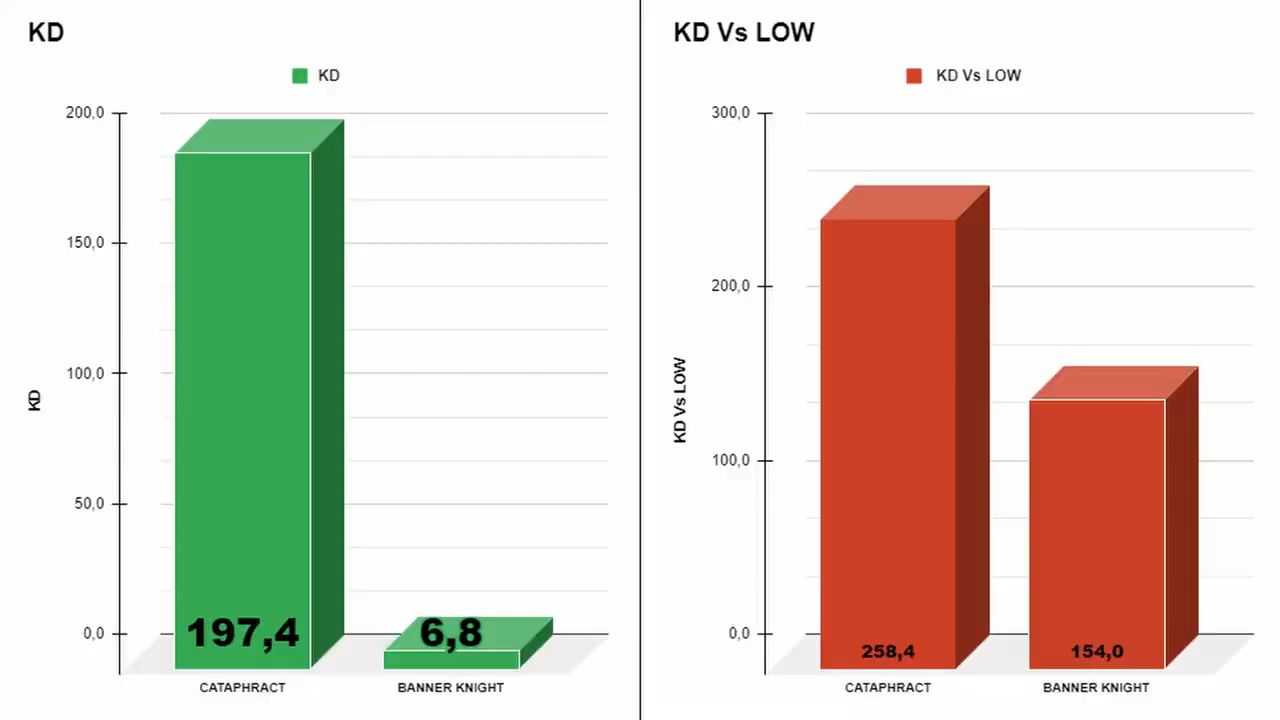 KD
KD
200,0
150,0
100,0
50,0
0,0
KD
197,4
6,8
CATAPHRACT
BANNER KNIGHT
KD Vs LOW
KD Vs LOW
300,0
200,0
100,0
0,0
KD Vs LOW
258,4
154,0
CATAPHRACT
BANNER KNIGHT